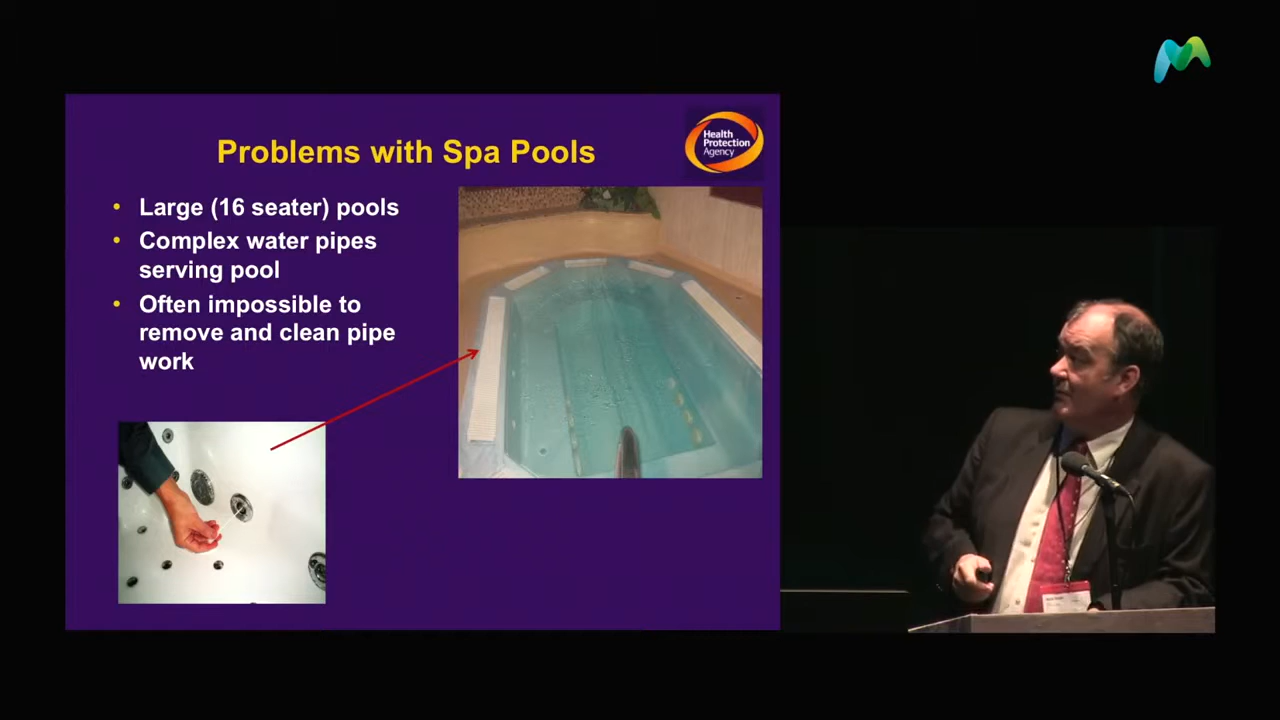 Problems with Spa Pools
Health
Protection
Agency
• Large (16 seater) pools
• Complex water pipes
serving pool
• Often impossible to
remove and clean pipe
work